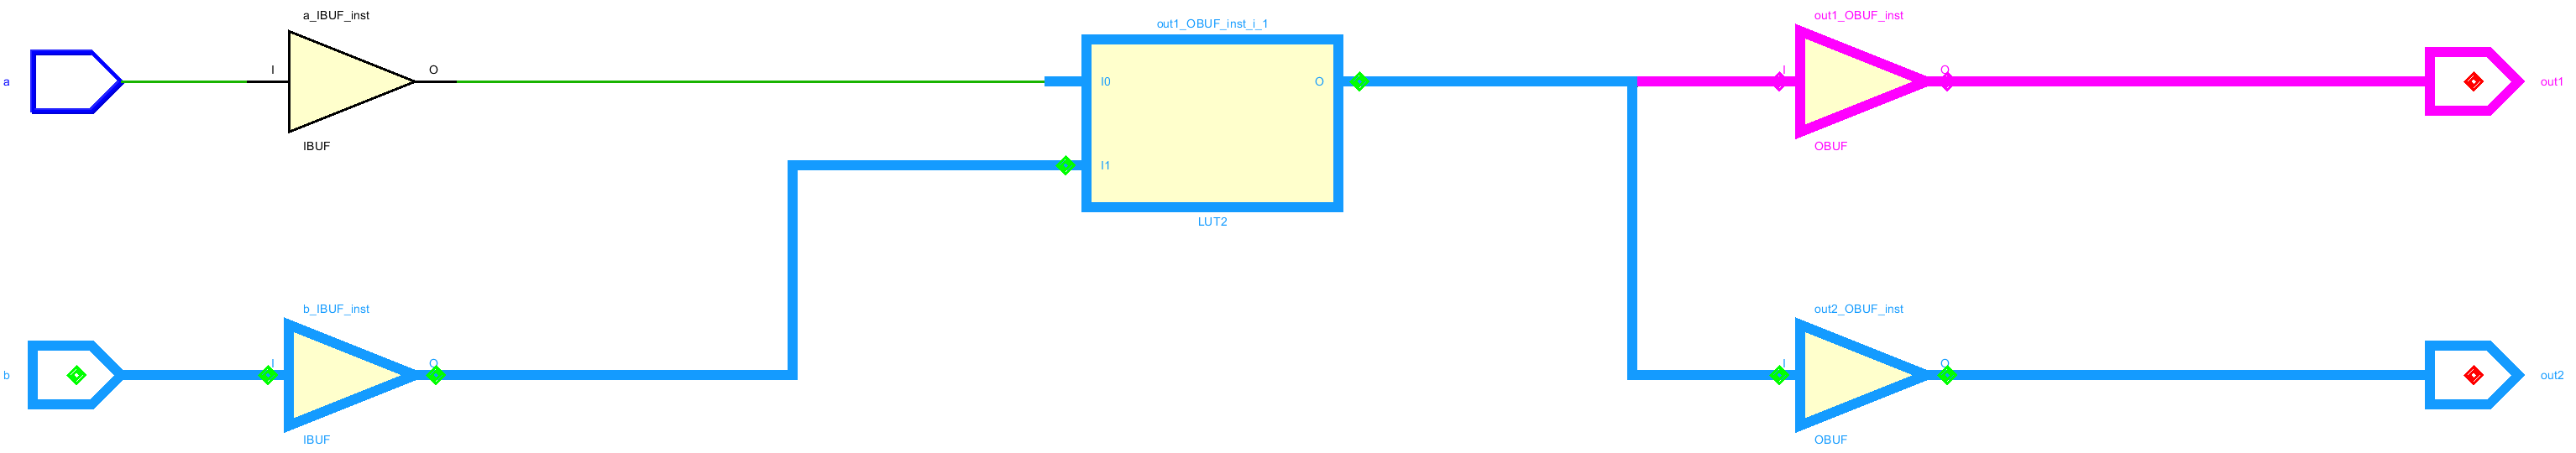 a_IBUF_inst
out1_OBUF_inst_i_1
out1_OBUF_inst
a
I
O
I0
O
I
O
out1
IBUF
OBUF
I1
LUT2
b_IBUF_inst
out2_OBUF_inst
b
I
O
I
O
out2
IBUF
OBUF